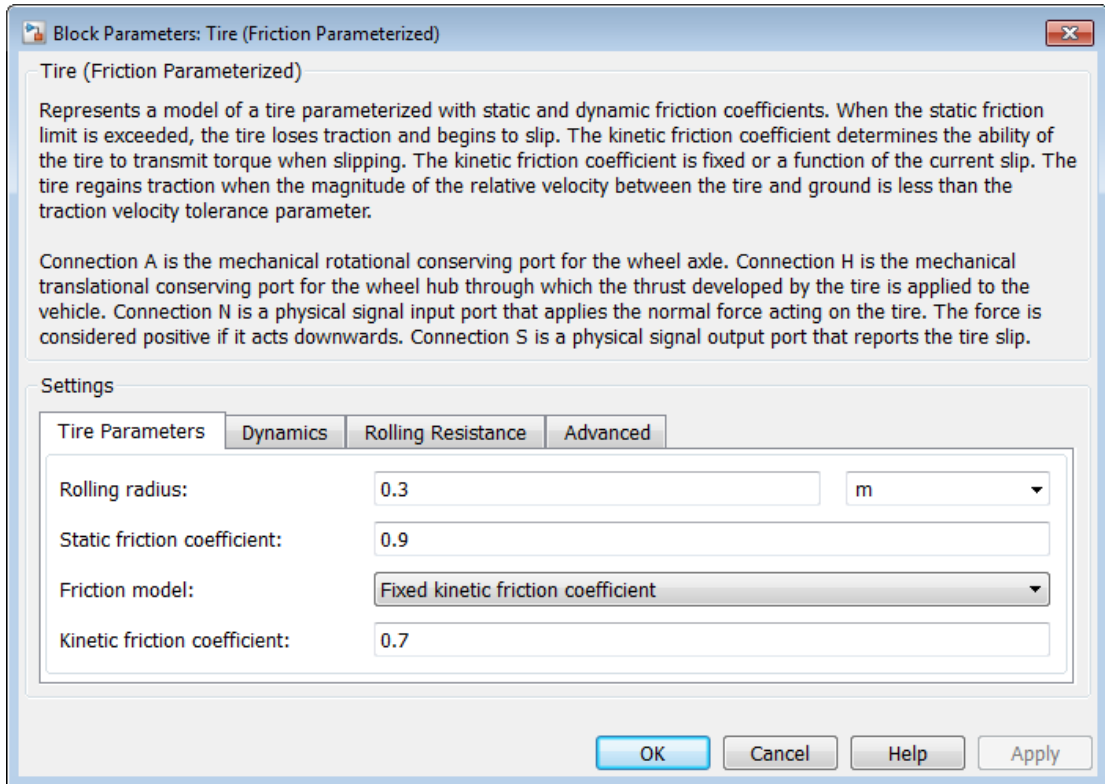 Block Parameters: Tire (Friction Parameterized)
Tire (Friction Parameterized)
Represents a model of a tire parameterized with static and dynamic friction coefficients. When the static friction
limit is exceeded, the tire loses traction and begins to slip. The kinetic friction coefficient determines the ability of
the tire to transmit torque when slipping. The kinetic friction coefficient is fixed or a function of the current slip. The
tire regains traction when the magnitude of the relative velocity between the tire and ground is less than the
traction velocity tolerance parameter.
Connection A is the mechanical rotational conserving port for the wheel axle. Connection H is the mechanical
translational conserving port for the wheel hub through which the thrust developed by the tire is applied to the
vehicle. Connection N is a physical signal input port that applies the normal force acting on the tire. The force is
considered positive if it acts downwards. Connection S is a physical signal output port that reports the tire slip.
Settings
Tire Parameters Dynamics Rolling Resistance Advanced
Rolling radius: 0.3 m
Static friction coefficient: 0.9
Friction model: Fixed kinetic friction coefficient
Kinetic friction coefficient: 0.7
OK Cancel Help Apply